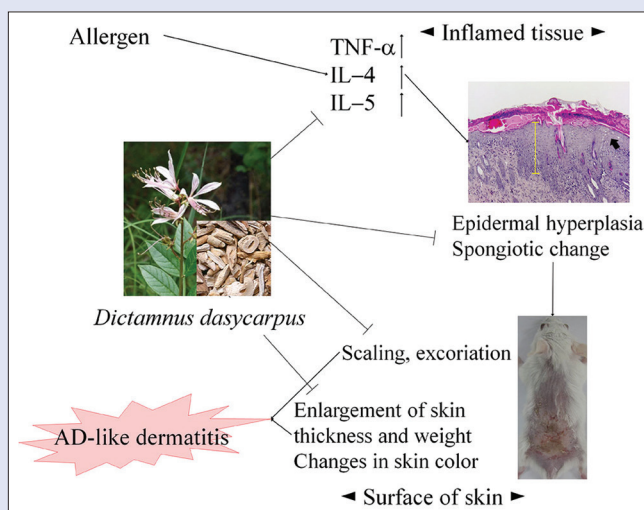 Allergen
TNF-α↑
IL–4 ↑
IL–5 ↑
◄ Inflamed tissue ►
Epidermal hyperplasia
Spongiotic change
Dictamnus dasycarpus
Scaling, excoriation
AD-like dermatitis
Enlargement of skin
thickness and weight
Changes in skin color
◄ Surface of skin ►